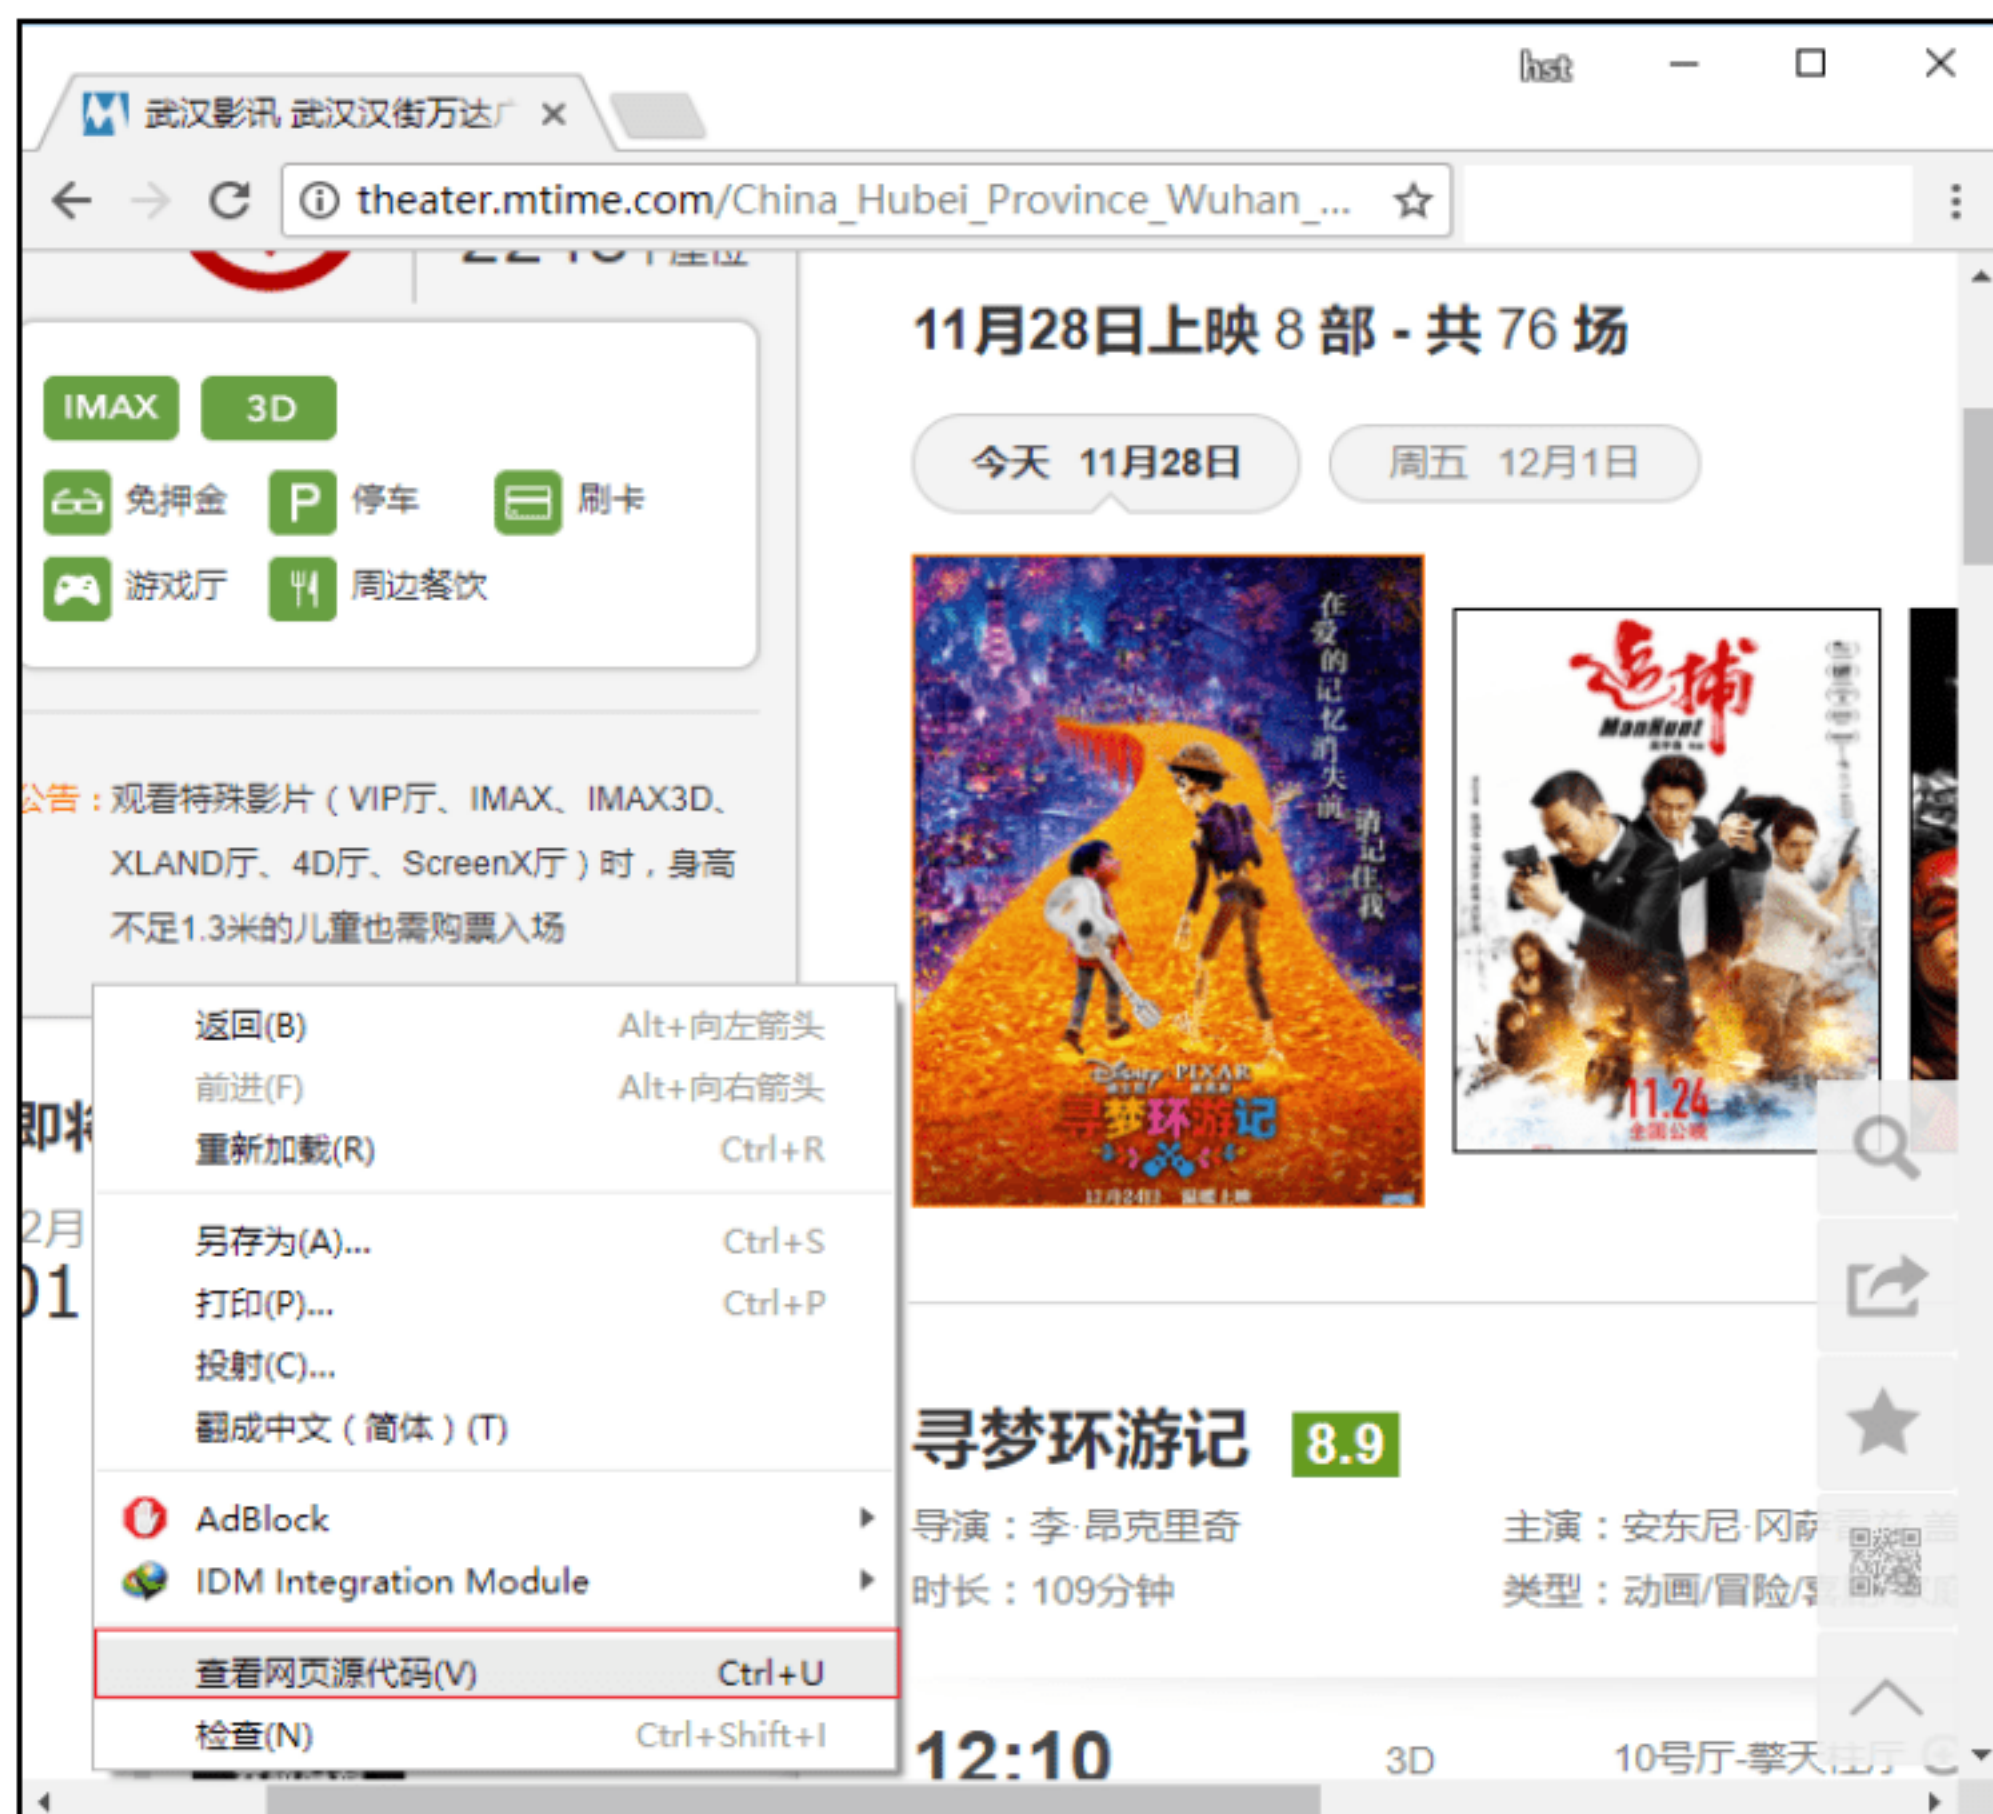 hst
武汉影讯 武汉汉街万达广
theater.mtime.com/China_Hubei_Province_Wuhan_...
11月28日上映 8 部 - 共 76 场
今天 11月28日
周五 12月1日
IMAX
3D
免押金
P 停车
刷卡
游戏厅
周边餐饮
公告：观看特殊影片（VIP厅、IMAX、IMAX3D、
XLAND厅、4D厅、ScreenX厅）时，身高
不足1.3米的儿童也需购票入场
在爱的记忆消失前
请记住我
Disney PIXAR
寻梦环游记
追捕
ManHunt
11.24
全国公映
2月
01
返回(B) Alt+向左箭头
前进(F) Alt+向右箭头
重新加载(R) Ctrl+R
另存为(A)... Ctrl+S
打印(P)... Ctrl+P
投射(C)...
翻成中文（简体）(T)
AdBlock
IDM Integration Module
查看网页源代码(V) Ctrl+U
检查(N) Ctrl+Shift+I
寻梦环游记 8.9
导演：李·昂克里奇
主演：安东尼·冈萨
时长：109分钟
类型：动画/冒险/
12:10
3D
10号厅-擎天柱厅